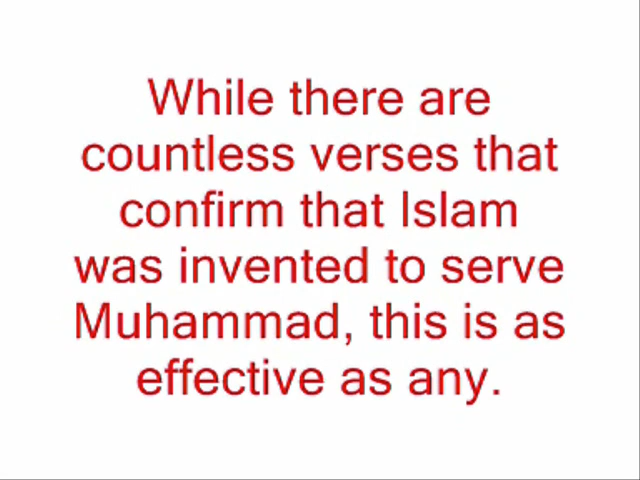 While there are
countless verses that
confirm that Islam
was invented to serve
Muhammad, this is as
effective as any.